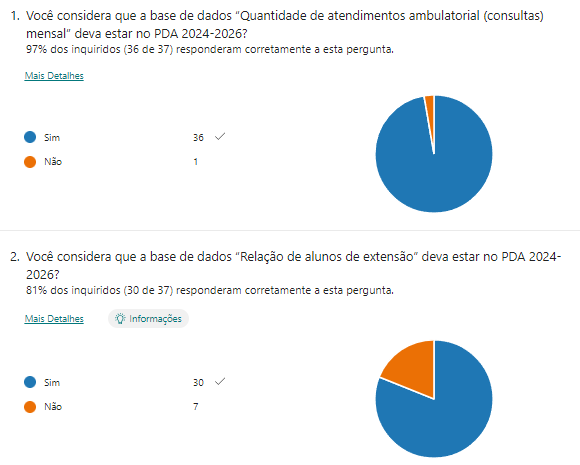 1. Você considera que a base de dados “Quantidade de atendimentos ambulatorial (consultas)
mensal” deva estar no PDA 2024-2026?
97% dos inquiridos (36 de 37) responderam corretamente a esta pergunta.
Mais Detalhes
Sim 36
Não 1
2. Você considera que a base de dados “Relação de alunos de extensão” deva estar no PDA 2024-
2026?
81% dos inquiridos (30 de 37) responderam corretamente a esta pergunta.
Mais Detalhes Informações
Sim 30
Não 7